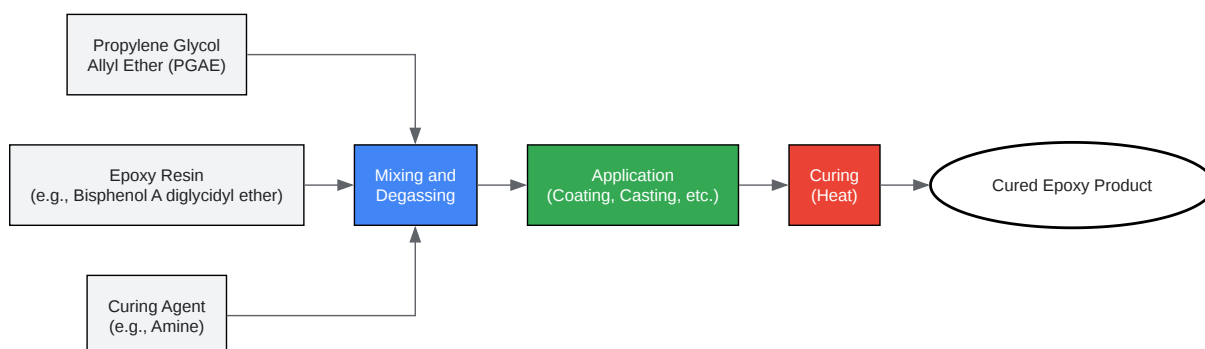 Propylene Glycol
Allyl Ether (PGAE)
Epoxy Resin
(e.g., Bisphenol A diglycidyl ether)
Curing Agent
(e.g., Amine)
Mixing and
Degassing
Application
(Coating, Casting, etc.)
Curing
(Heat)
Cured Epoxy Product